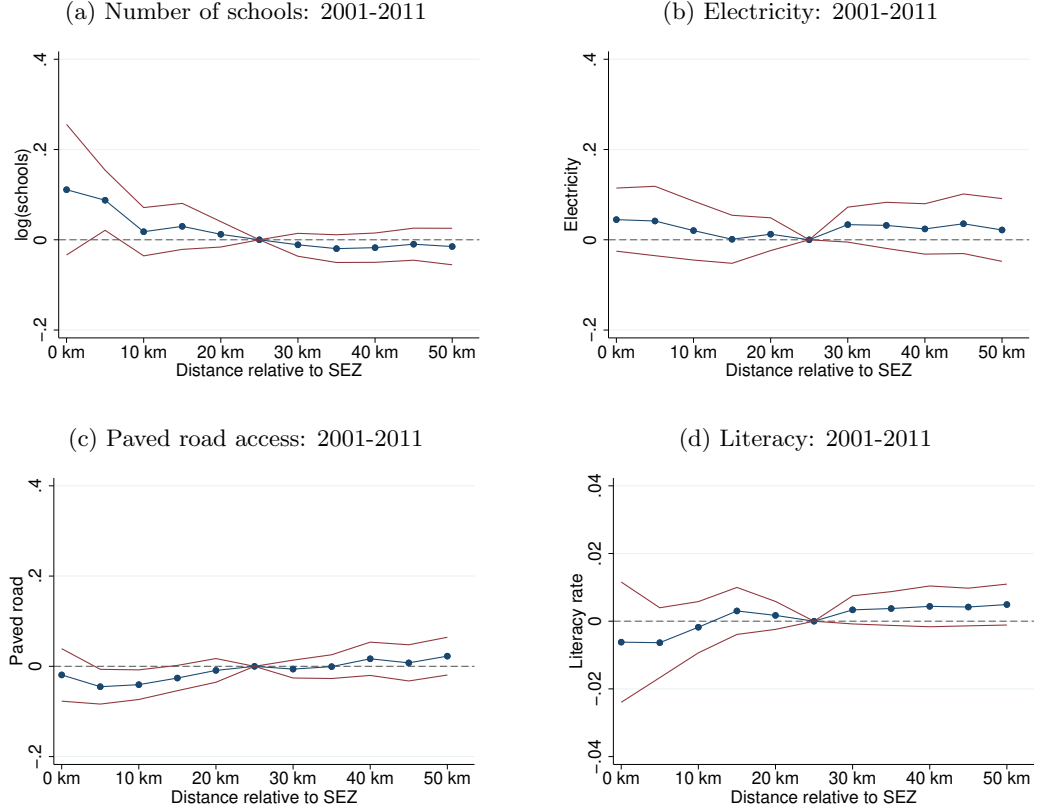 (a) Number of schools: 2001-2011
log(schools)
.4
.2
0
-.2
0 km
10 km
20 km
30 km
40 km
50 km
Distance relative to SEZ
(b) Electricity: 2001-2011
Electricity
.4
.2
0
-.2
0 km
10 km
20 km
30 km
40 km
50 km
Distance relative to SEZ
(c) Paved road access: 2001-2011
Paved road
.4
.2
0
-.2
0 km
10 km
20 km
30 km
40 km
50 km
Distance relative to SEZ
(d) Literacy: 2001-2011
Literacy rate
.04
.02
0
-.02
-.04
0 km
10 km
20 km
30 km
40 km
50 km
Distance relative to SEZ